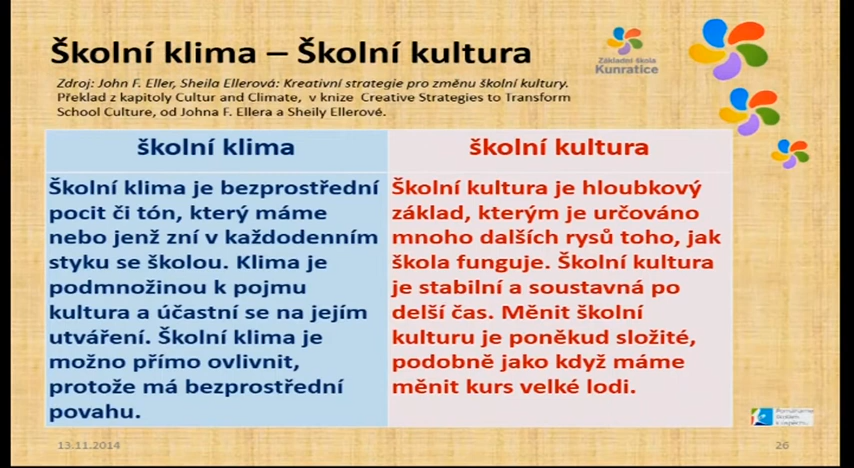 Školní klima – Školní kultura
Základní škola
Kunratice
Zdroj: John F. Eller, Sheila Ellerová: Kreativní strategie pro změnu školní kultury.
Překlad z kapitoly Cultur and Climate, v knize Creative Strategies to Transform
School Culture, od Johna F. Ellera a Sheily Ellerové.
školní klima
Školní klima je bezprostřední
pocit či tón, který máme
nebo jenž zní v každodenním
styku se školou. Klima je
podmnožinou k pojmu
kultura a účastní se na jejím
utváření. Školní klima je
možno přímo ovlivnit,
protože má bezprostřední
povahu.
školní kultura
Školní kultura je hloubkový
základ, kterým je určováno
mnoho dalších rysů toho, jak
škola funguje. Školní kultura
je stabilní a soustavná po
delší čas. Měnit školní
kulturu je poněkud složité,
podobně jako když máme
měnit kurs velké lodi.
Pomáháme
školám
k úspěchu
13.11.2014
26